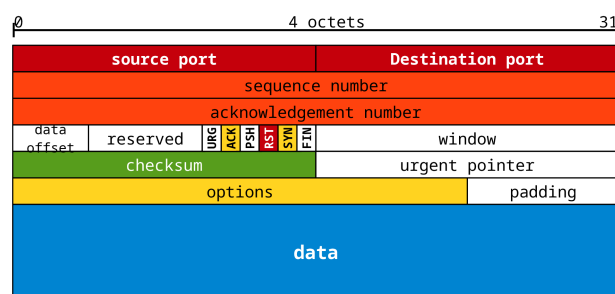 0 4 octets 31
source port Destination port
sequence number
acknowledgement number
data offset reserved URG ACK PSH RST SYN FIN window
checksum urgent pointer
options padding
data